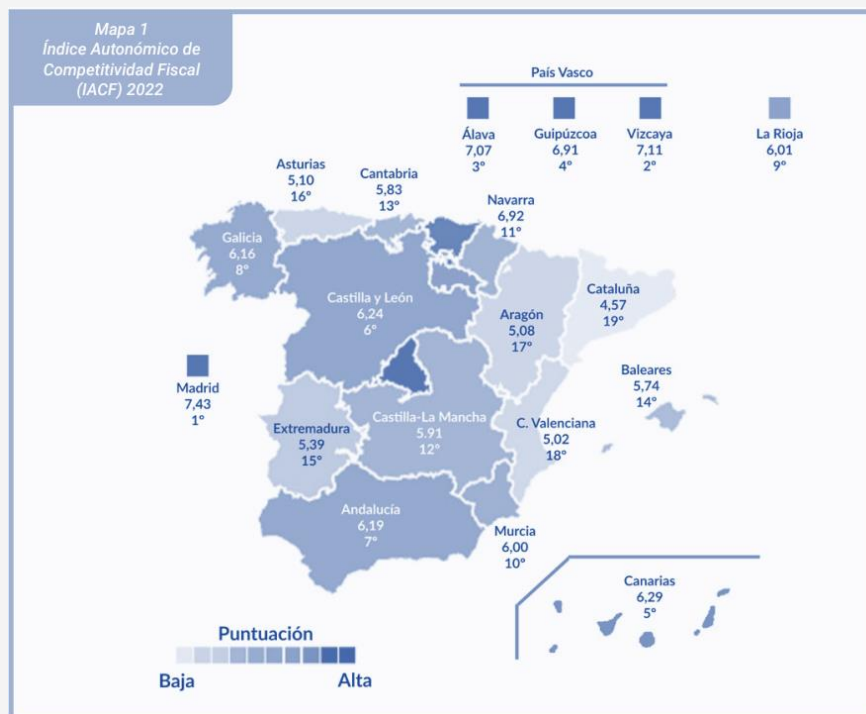 Mapa 1
Índice Autonómico de
Competitividad Fiscal
(IACF) 2022
País Vasco
Álava
7,07
3º
Guipúzcoa
6,91
4º
Vizcaya
7,11
2º
La Rioja
6,01
9º
Asturias
5,10
16º
Cantabria
5,83
13º
Navarra
6,92
11º
Galicia
6,16
8º
Castilla y León
6,24
6º
Aragón
5,08
17º
Cataluña
4,57
19º
Madrid
7,43
1º
Baleares
5,74
14º
Extremadura
5,39
15º
Castilla-La Mancha
5.91
12º
C. Valenciana
5,02
18º
Andalucía
6,19
7º
Murcia
6,00
10º
Canarias
6,29
5º
Puntuación
Baja
Alta